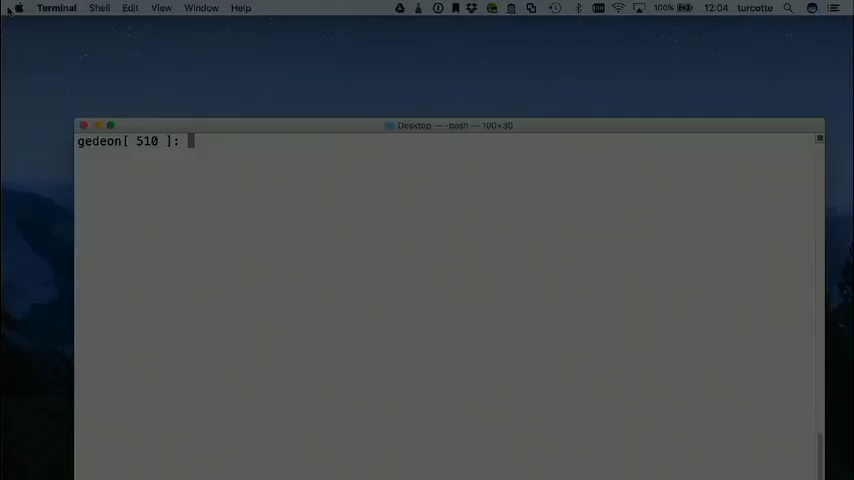 Terminal Shell Edit View Window Help 100% 12:04 turcotte
Desktop — -bash — 100×30
gedeon[ 510 ]: